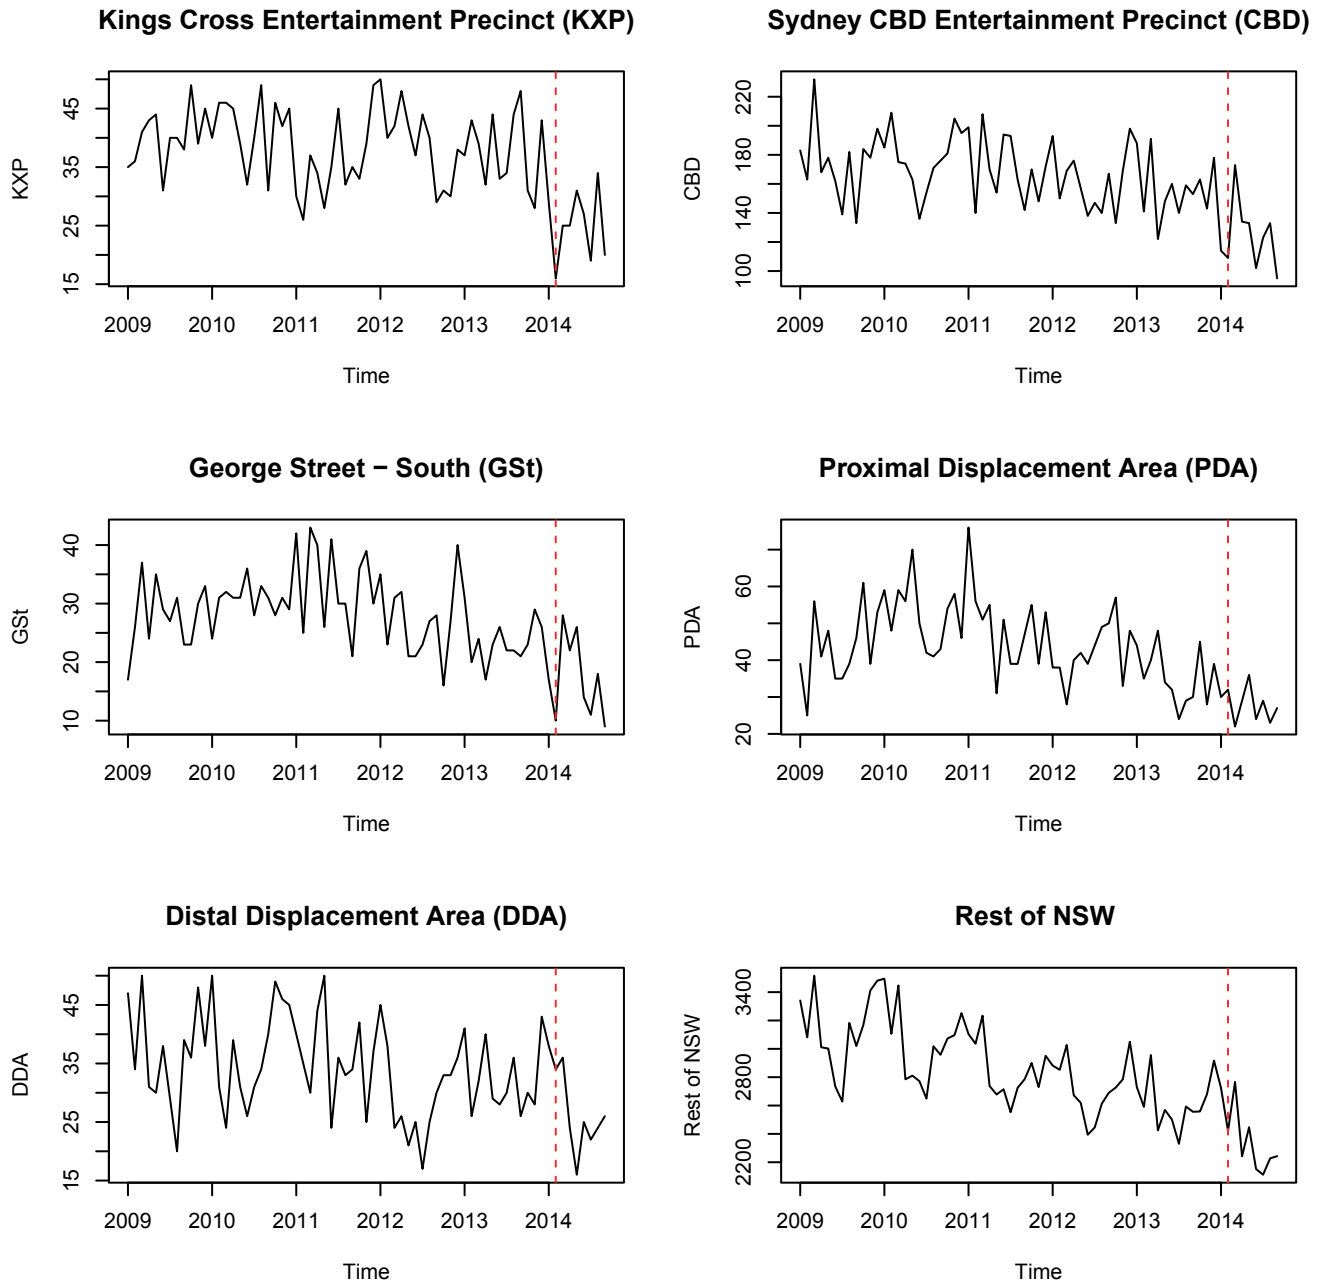 Kings Cross Entertainment Precinct (KXP)
KXP
45
35
25
15
2009 2010 2011 2012 2013 2014
Time
Sydney CBD Entertainment Precinct (CBD)
CBD
220
180
140
100
2009 2010 2011 2012 2013 2014
Time
George Street − South (GSt)
GSt
40
30
20
10
2009 2010 2011 2012 2013 2014
Time
Proximal Displacement Area (PDA)
PDA
60
40
20
2009 2010 2011 2012 2013 2014
Time
Distal Displacement Area (DDA)
DDA
45
35
25
15
2009 2010 2011 2012 2013 2014
Time
Rest of NSW
Rest of NSW
3400
2800
2200
2009 2010 2011 2012 2013 2014
Time